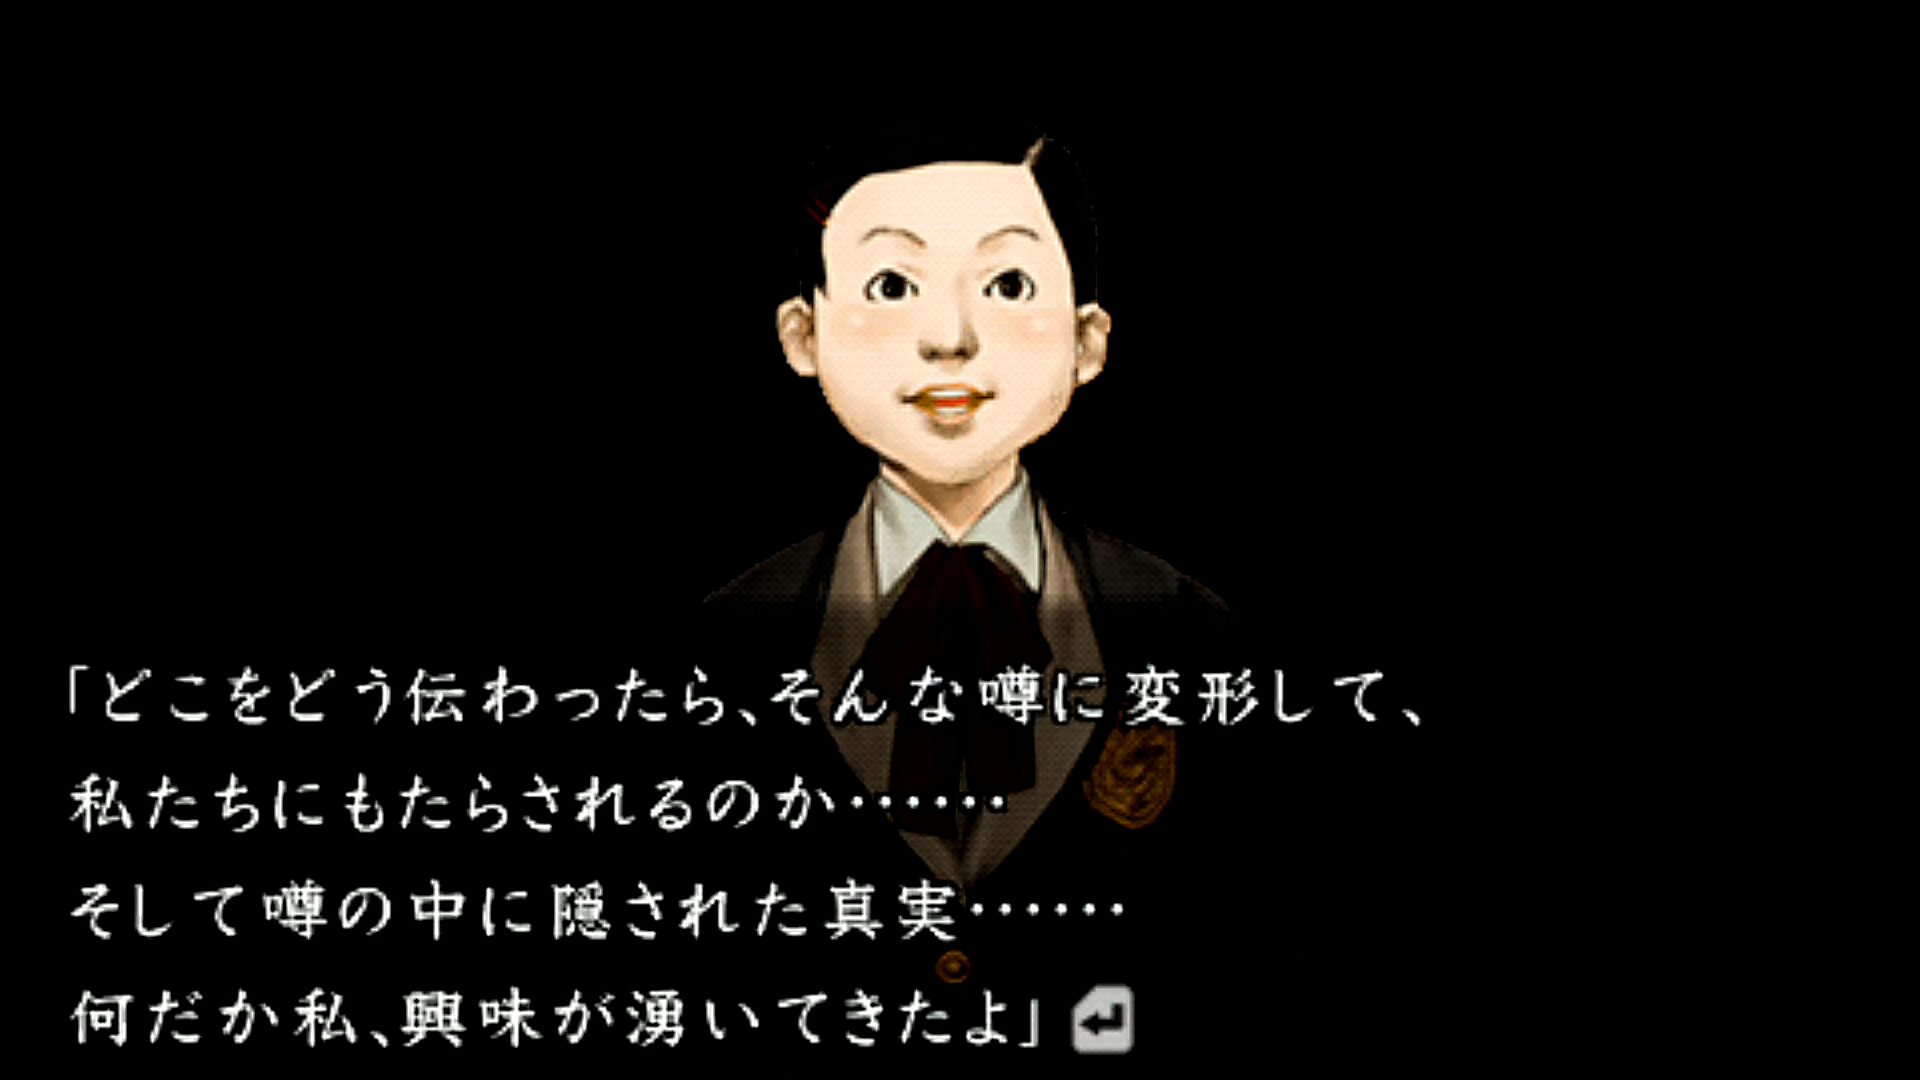 「どこをどう伝わったら、そんな噂に変形して、
私たちにもたらされるのか……
そして噂の中に隠された真実……
何だか私、興味が湧いてきたよ」